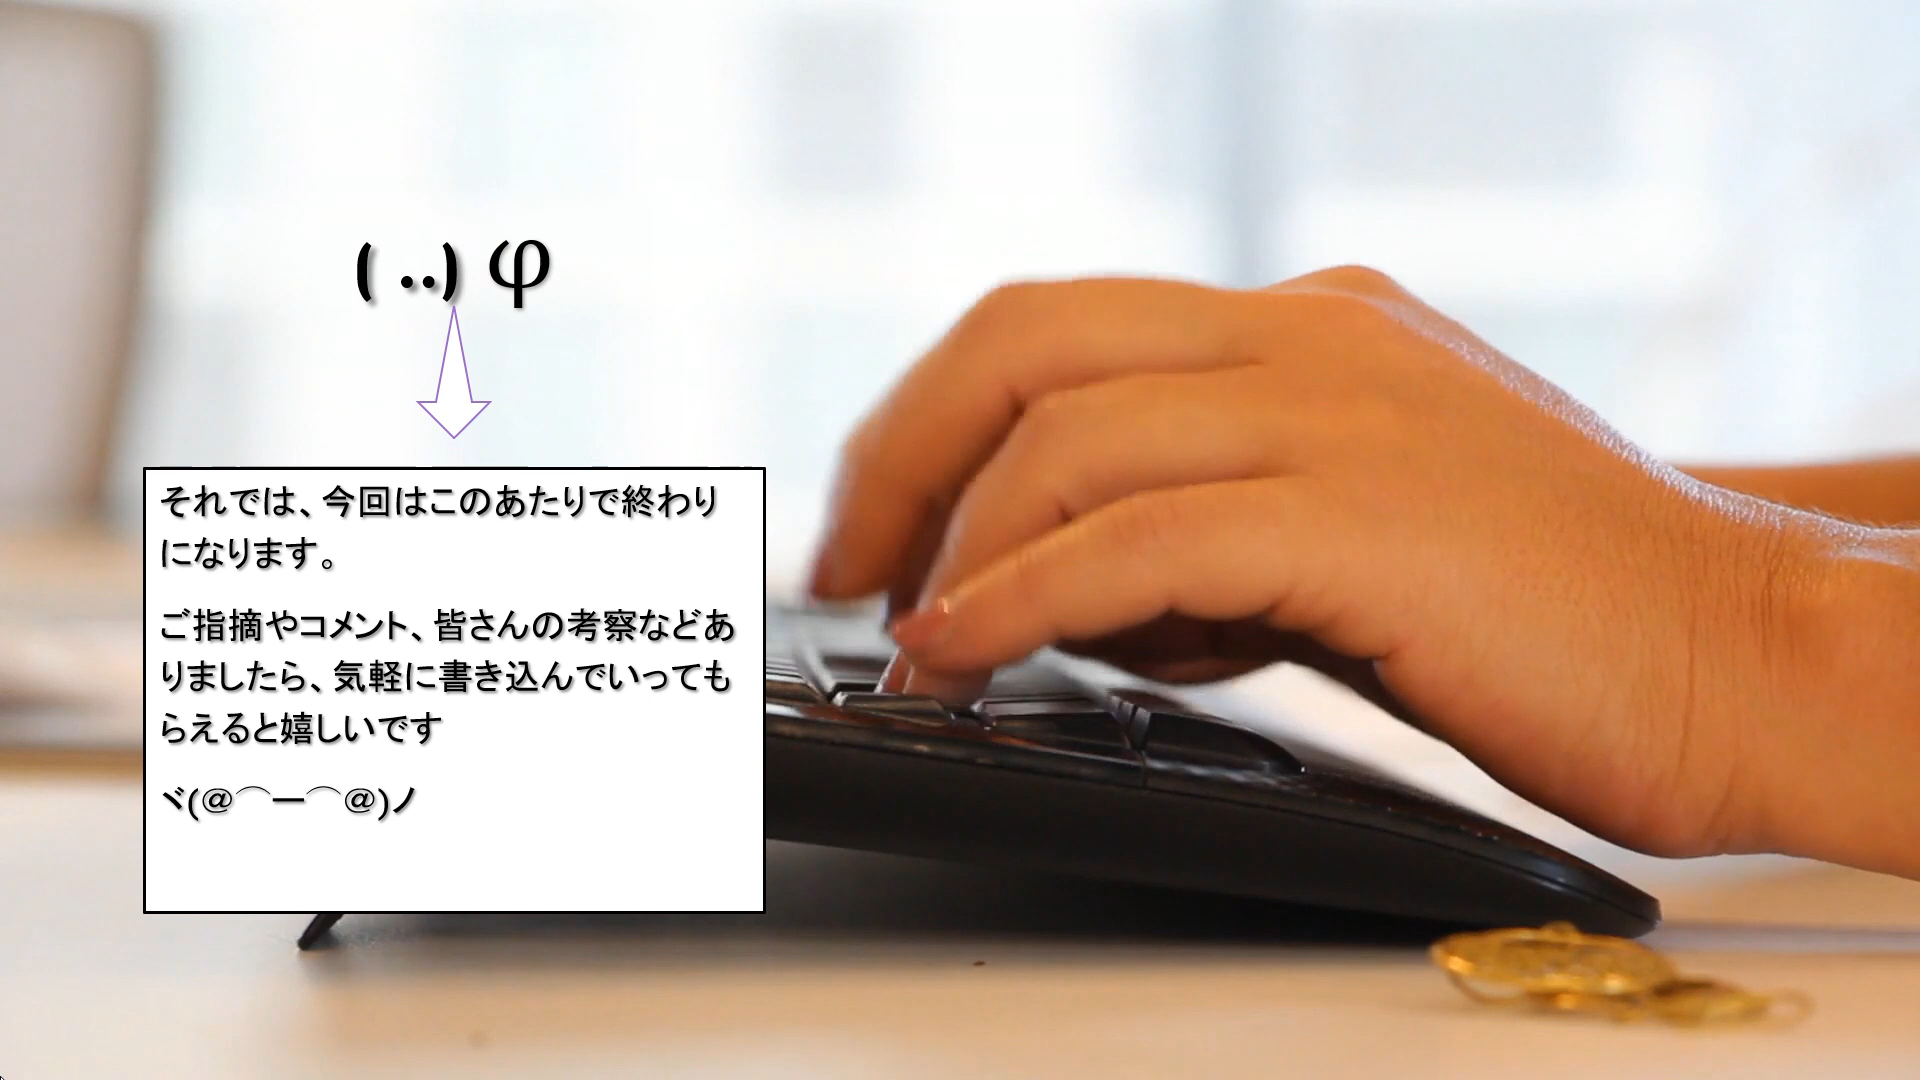 ( ..) φ
それでは、今回はこのあたりで終わり
になります。
ご指摘やコメント、皆さんの考察などあ
りましたら、気軽に書き込んでいっても
らえると嬉しいです
ヾ(@⌒ー⌒@)ノ